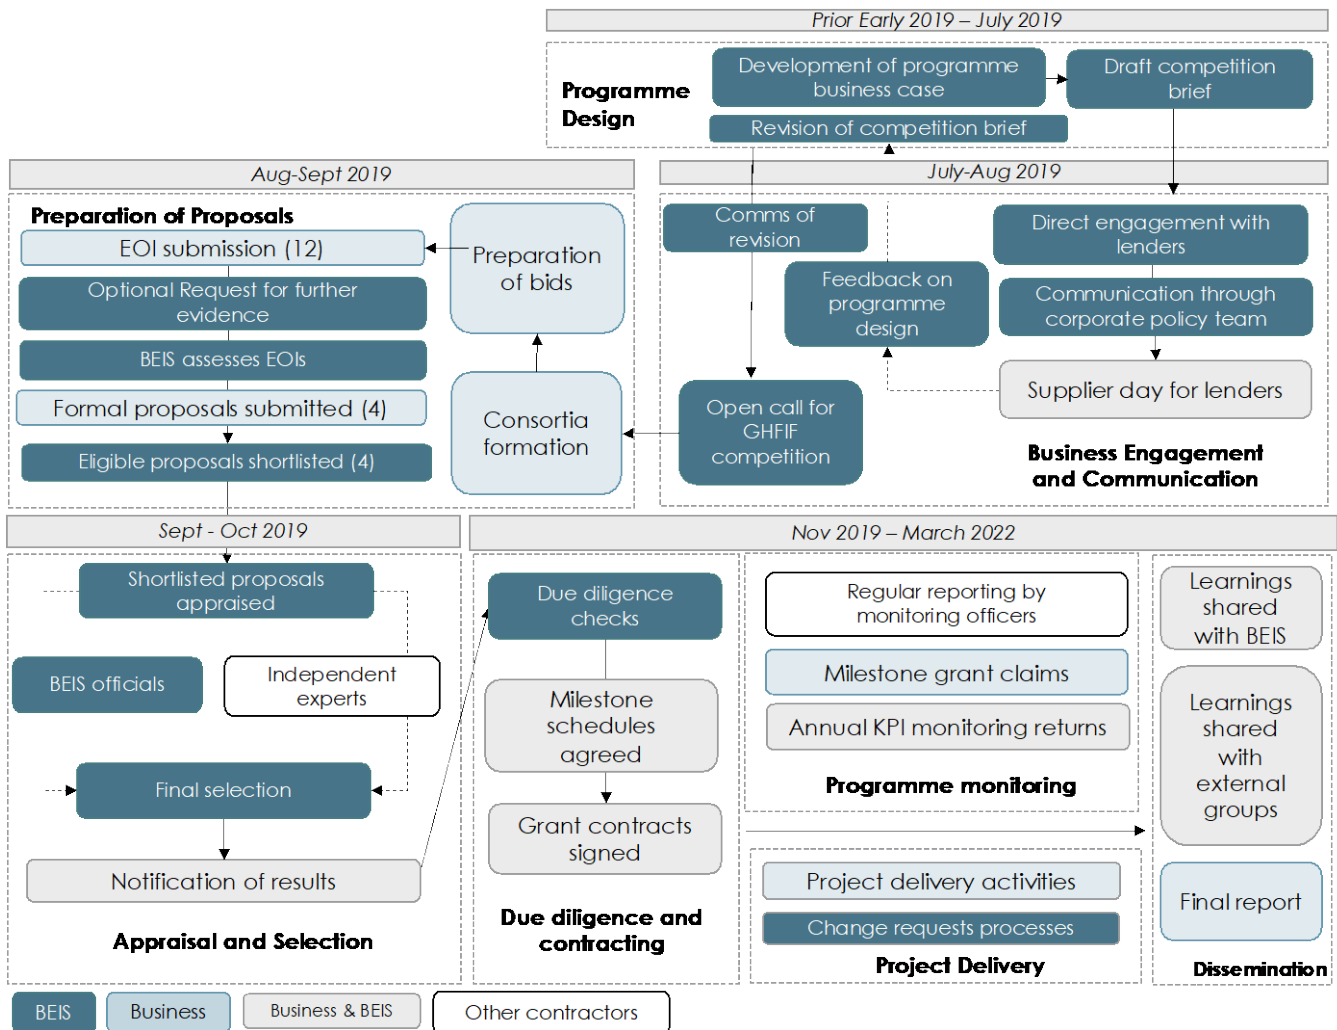 Prior Early 2019 – July 2019
Programme
Design
Development of programme
business case
Draft competition
brief
Revision of competition brief
Aug-Sept 2019
July-Aug 2019
Preparation of Proposals
EOI submission (12)
Optional Request for further
evidence
BEIS assesses EOIs
Formal proposals submitted (4)
Eligible proposals shortlisted (4)
Preparation
of bids
Consortia
formation
Comms of
revision
Feedback on
programme
design
Open call for
GHFIF
competition
Direct engagement with
lenders
Communication through
corporate policy team
Supplier day for lenders
Business Engagement
and Communication
Sept - Oct 2019
Nov 2019 – March 2022
Shortlisted proposals
appraised
BEIS officials
Independent
experts
Final selection
Notification of results
Appraisal and Selection
Due diligence
checks
Milestone
schedules
agreed
Grant contracts
signed
Due diligence and
contracting
Regular reporting by
monitoring officers
Milestone grant claims
Annual KPI monitoring returns
Programme monitoring
Project delivery activities
Change requests processes
Project Delivery
Learnings
shared
with BEIS
Learnings
shared
with
external
groups
Final report
Dissemination
BEIS
Business
Business & BEIS
Other contractors